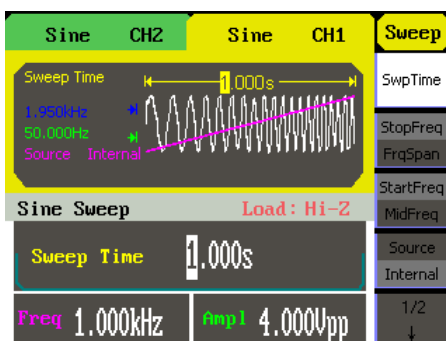 Sine CH2 Sine CH1 Sweep
Sweep Time 1.000s
SwpTime
1.950kHz
50.000Hz
Source Internal
StopFreq
FrqSpan
StartFreq
MidFreq
Sine Sweep Load: Hi-Z
Source
Internal
Sweep Time 1.000s
1/2
↓
Freq 1.000kHz Ampl 4.000Vpp